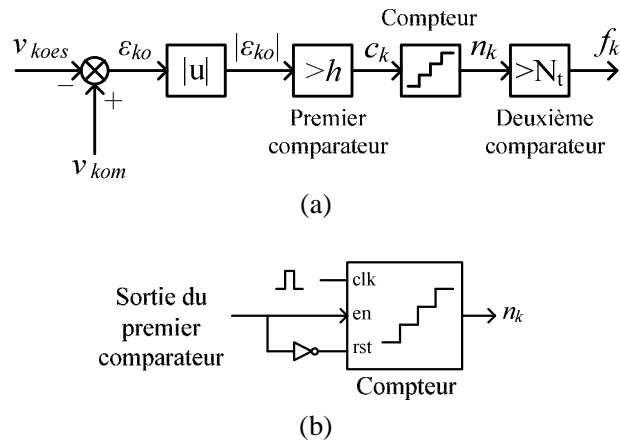 Compteur
v_koes ε_ko |u| |ε_ko| >h c_k n_k >N_t f_k
− +
Premier comparateur
Deuxième comparateur
v_kom
(a)
clk
Sortie du premier comparateur
en
n_k
rst
Compteur
(b)